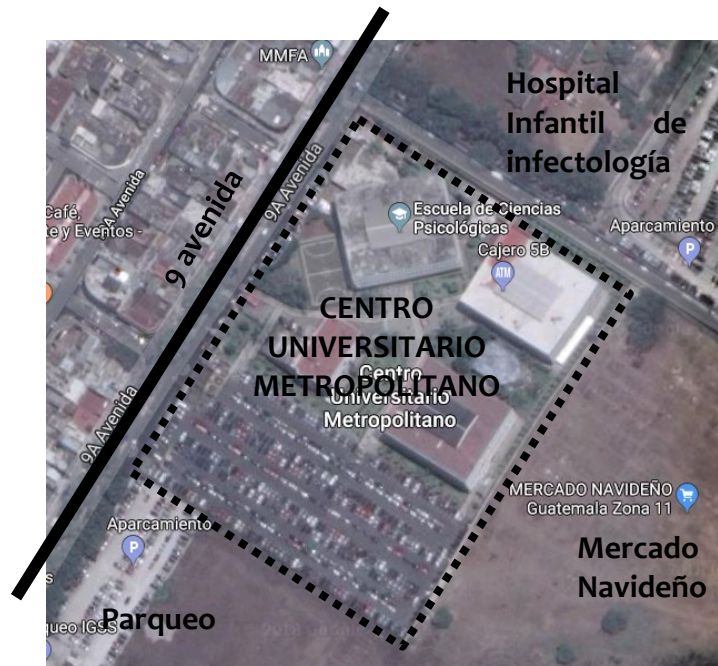 MMFA
Hospital
Infantil de
infectología
9A Avenida
9 avenida
9A Avenida
Café,
te y Eventos -
Escuela de Ciencias
Psicológicas
Aparcamiento
P
Cajero 5B
ATM
CENTRO
UNIVERSITARIO
METROPOLITANO
Centro
Universitario
Metropolitano
9A Avenida
MERCADO NAVIDEÑO
Guatemala Zona 11
Aparcamiento
P
Mercado
Navideño
Parqueo
queo IGSS